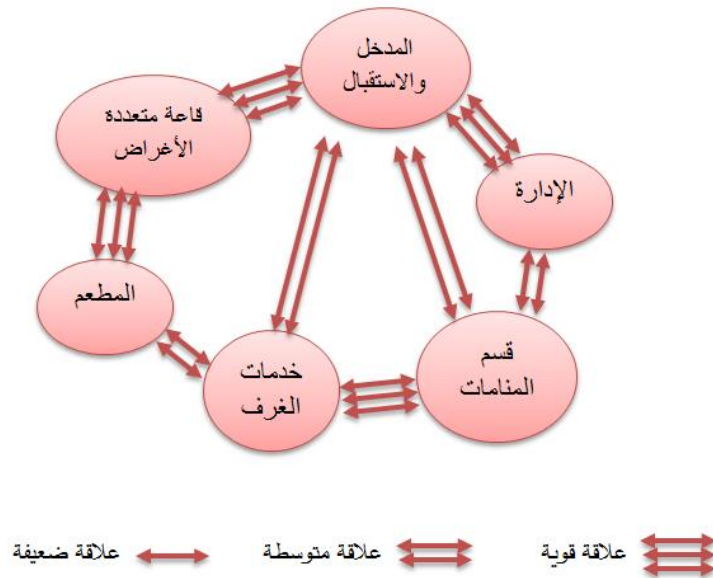 المدخل
والاستقبال
قاعة متعددة
الأغراض
الإدارة
المطعم
قسم
المنامات
خدمات
الغرف
علاقة قوية
علاقة متوسطة
علاقة ضعيفة